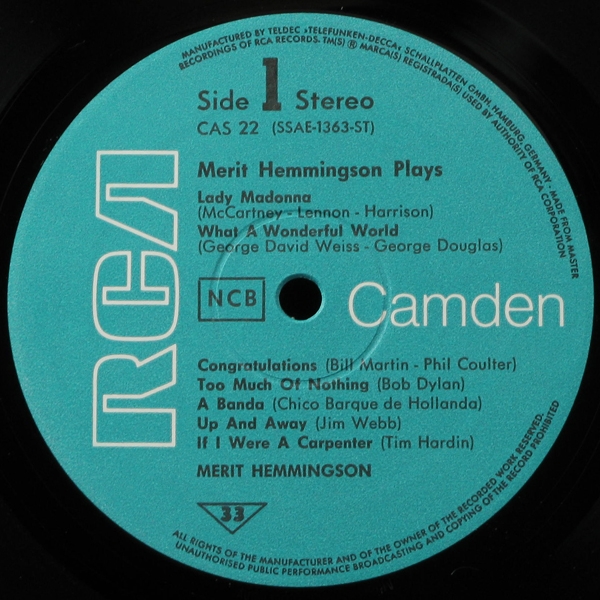 MANUFACTURED BY TELDEC »TELEFUNKEN-DECCA« SCHALLPLATTEN GMBH, HAMBURG, GERMANY - MADE FROM MASTER
RECORDINGS OF RCA RECORDS. TM(S) ® MARCA(S) REGISTRADA(S) USED BY AUTHORITY OF RCA CORPORATION
Side 1 Stereo
CAS 22 (SSAE-1363-ST)
Merit Hemmingson Plays
Lady Madonna
(McCartney - Lennon - Harrison)
What A Wonderful World
(George David Weiss - George Douglas)
RCA
NCB
Camden
Congratulations (Bill Martin - Phil Coulter)
Too Much Of Nothing (Bob Dylan)
A Banda (Chico Barque de Hollanda)
Up And Away (Jim Webb)
If I Were A Carpenter (Tim Hardin)
MERIT HEMMINGSON
33
ALL RIGHTS OF THE MANUFACTURER AND OF THE OWNER OF THE RECORDED WORK RESERVED.
UNAUTHORISED PUBLIC PERFORMANCE BROADCASTING AND COPYING OF THE RECORD PROHIBITED